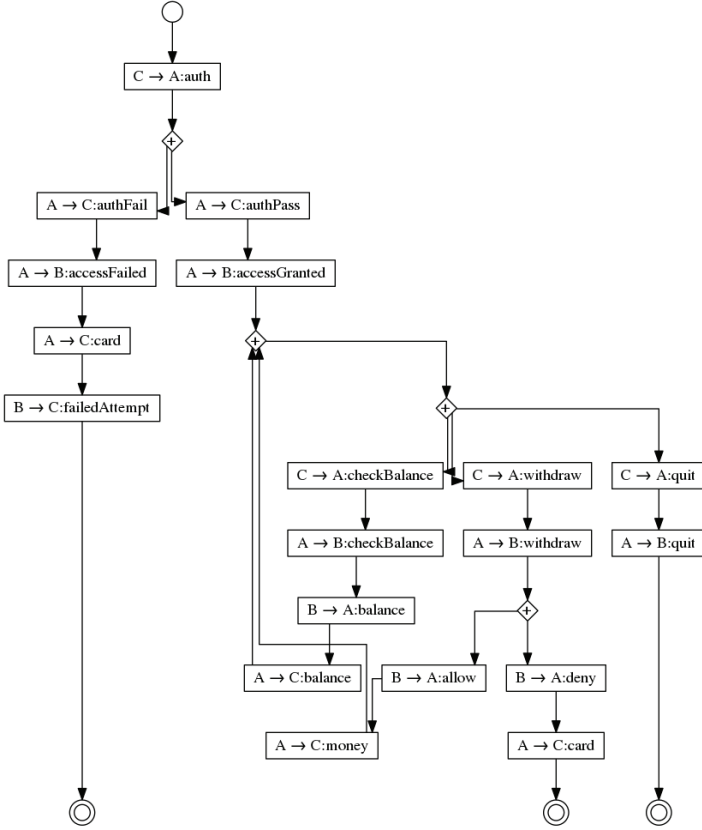 C → A:auth
+
A → C:authFail
A → C:authPass
A → B:accessFailed
A → B:accessGranted
A → C:card
+
B → C:failedAttempt
+
C → A:checkBalance
C → A:withdraw
C → A:quit
A → B:checkBalance
A → B:withdraw
A → B:quit
B → A:balance
+
A → C:balance
B → A:allow
B → A:deny
A → C:money
A → C:card